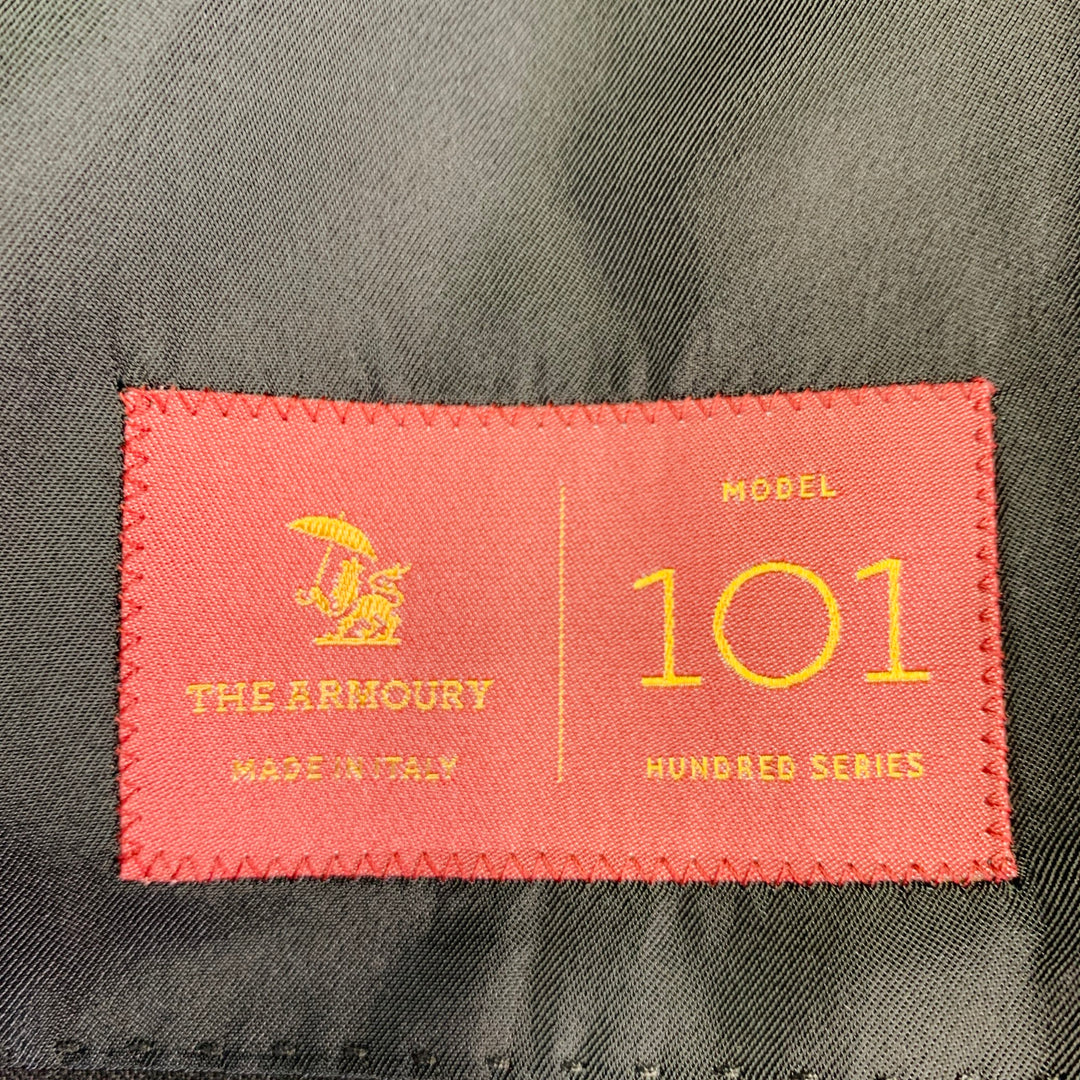 THE ARMOURY
MADE IN ITALY
MODEL
101
HUNDRED SERIES